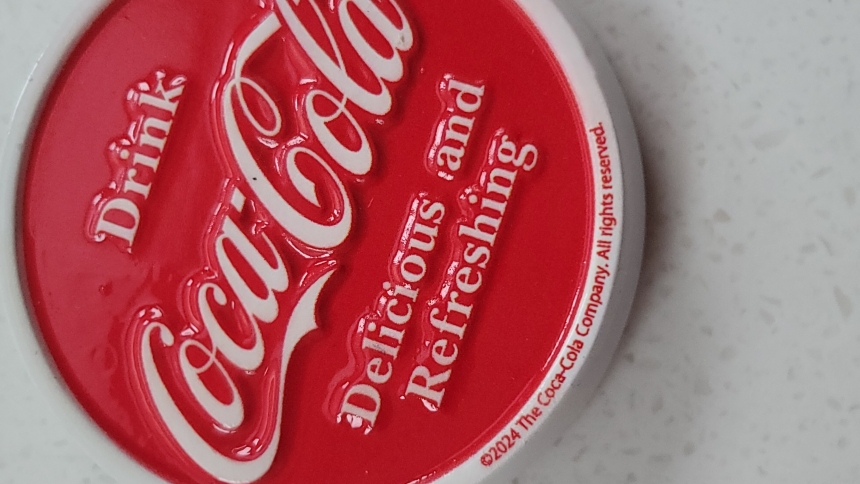 Drink
Coca-Cola
Delicious and
Refreshing
©2024 The Coca-Cola Company. All rights reserved.